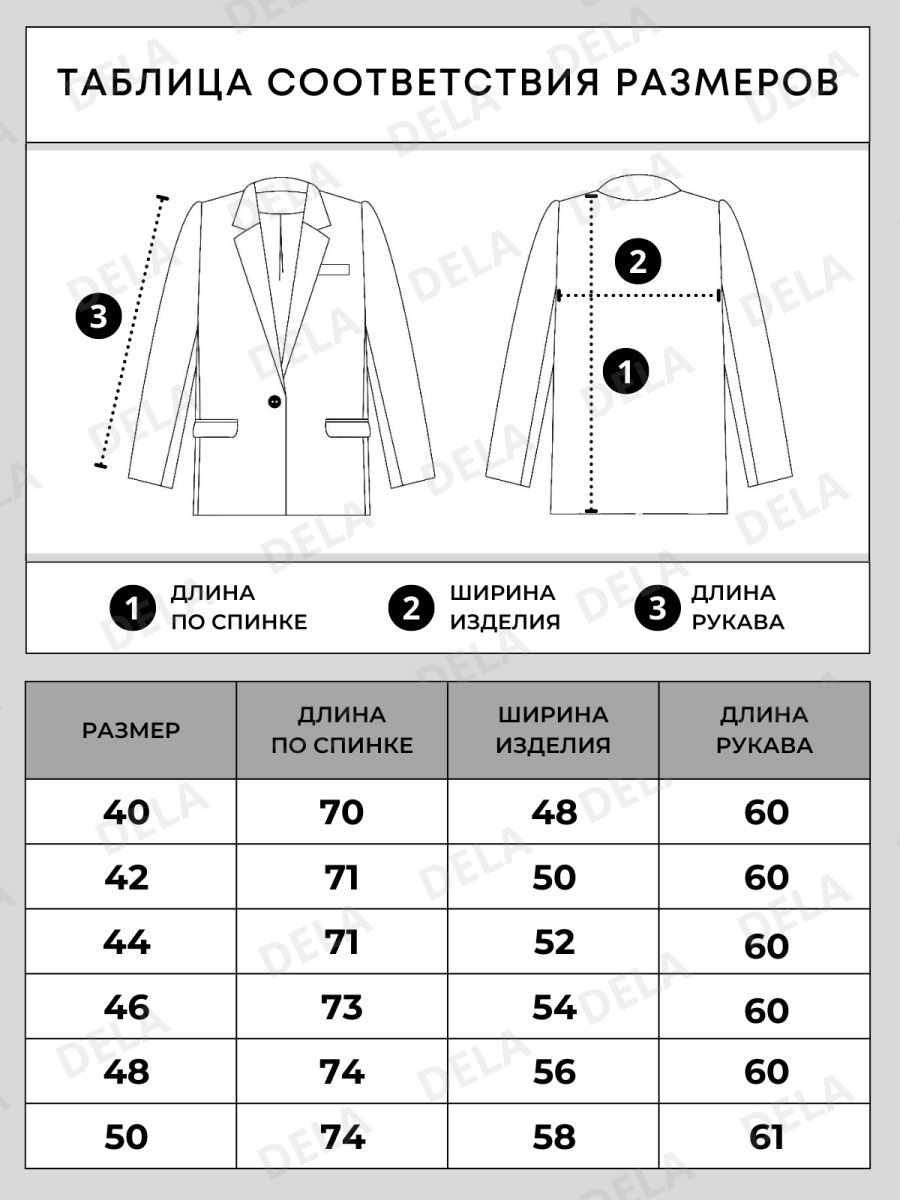 ТАБЛИЦА СООТВЕТСТВИЯ РАЗМЕРОВ
3
2
1
1 ДЛИНА ПО СПИНКЕ
2 ШИРИНА ИЗДЕЛИЯ
3 ДЛИНА РУКАВА
РАЗМЕР ДЛИНА ПО СПИНКЕ ШИРИНА ИЗДЕЛИЯ ДЛИНА РУКАВА
40 70 48 60
42 71 50 60
44 71 52 60
46 73 54 60
48 74 56 60
50 74 58 61
DELA